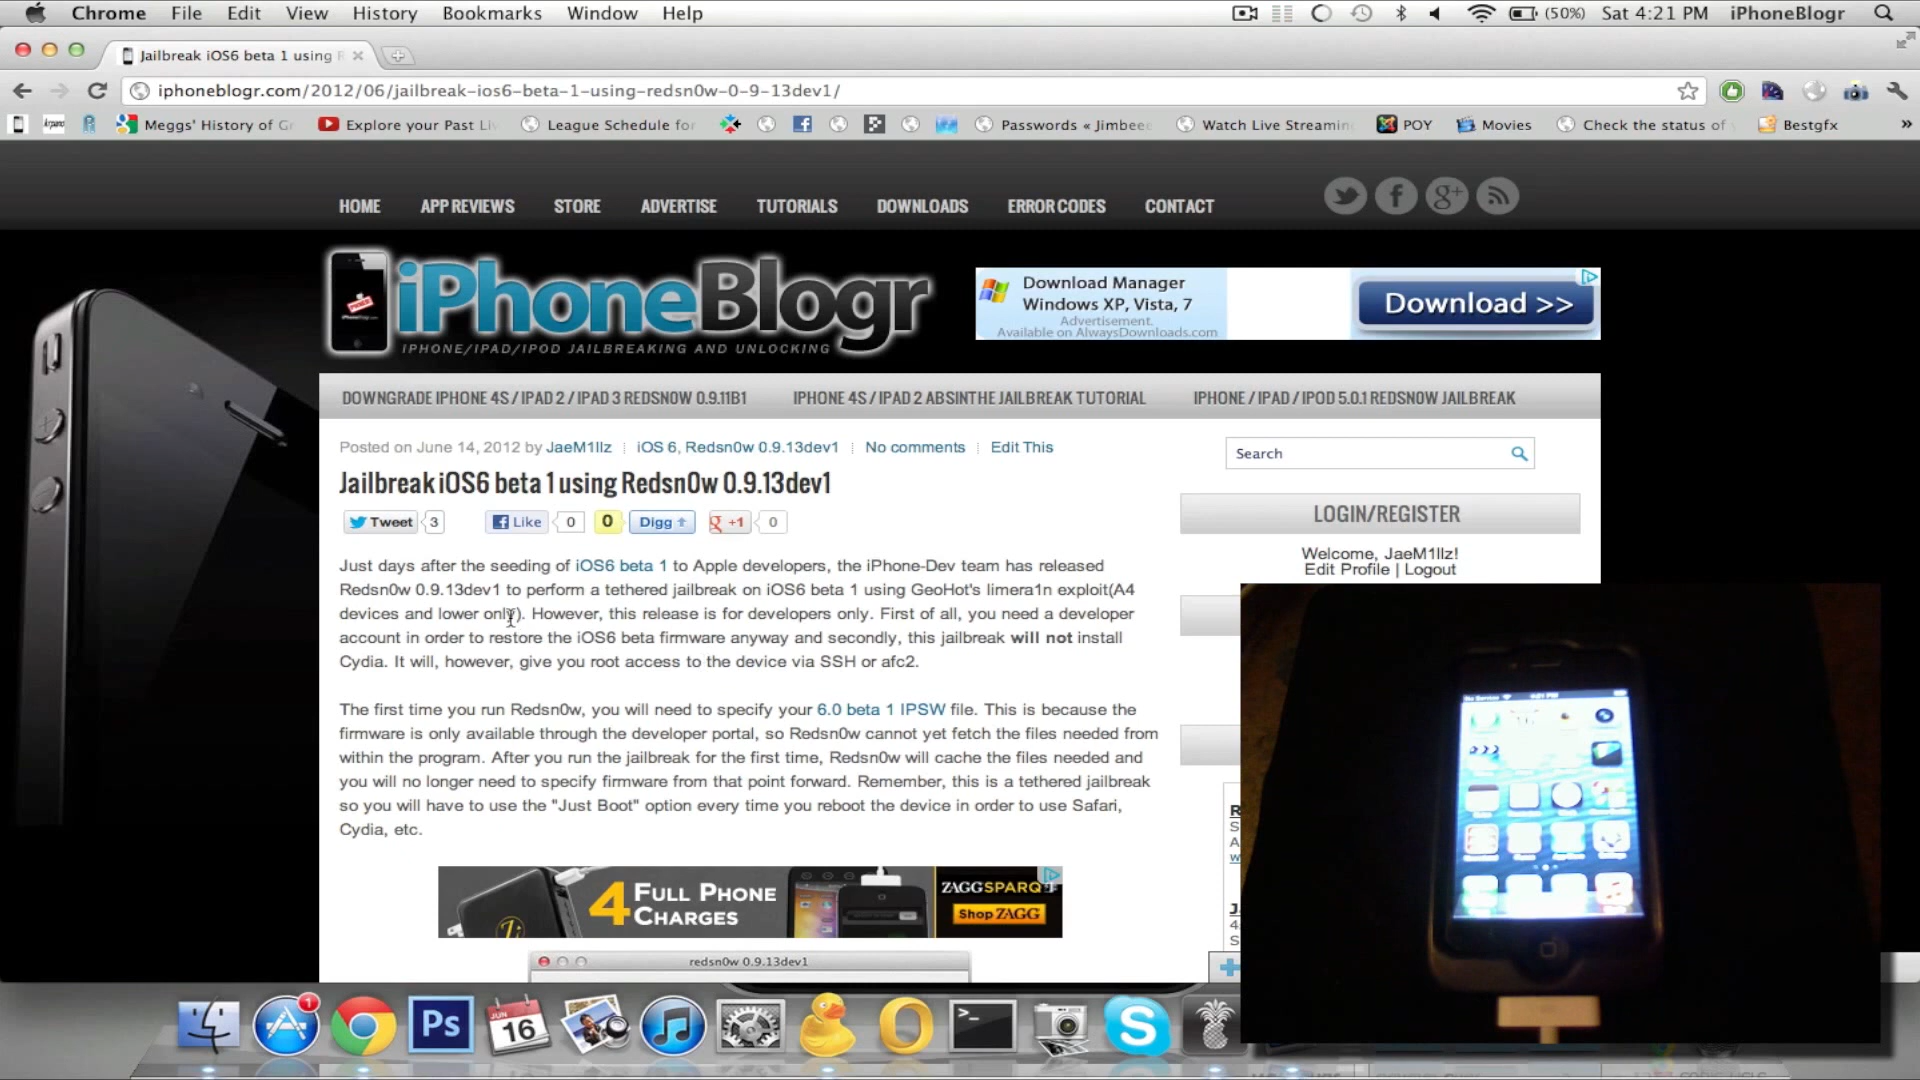 Chrome File Edit View History Bookmarks Window Help (50%) Sat 4:21 PM iPhoneBlogr
Jailbreak iOS6 beta 1 using R
iphoneblogr.com/2012/06/jailbreak-ios6-beta-1-using-redsn0w-0-9-13dev1/
Meggs' History of Gr Explore your Past Li League Schedule for Passwords « Jimbee Watch Live Streamin POY Movies Check the status of Bestgfx »
HOME APP REVIEWS STORE ADVERTISE TUTORIALS DOWNLOADS ERROR CODES CONTACT
iPhoneBlogr
IPHONE/IPAD/IPOD JAILBREAKING AND UNLOCKING
Download Manager
Windows XP, Vista, 7
Advertisement.
Available on AlwaysDownloads.com
Download >>
DOWNGRADE IPHONE 4S / IPAD 2 / IPAD 3 REDSN0W 0.9.11B1 IPHONE 4S / IPAD 2 ABSINTHE JAILBREAK TUTORIAL IPHONE / IPAD / IPOD 5.0.1 REDSN0W JAILBREAK
Posted on June 14, 2012 by JaeM1llz iOS 6, Redsn0w 0.9.13dev1 No comments Edit This
Search
Jailbreak iOS6 beta 1 using Redsn0w 0.9.13dev1
Tweet 3 Like 0 0 Digg +1 0
LOGIN/REGISTER
Welcome, JaeM1llz!
Edit Profile | Logout
Just days after the seeding of iOS6 beta 1 to Apple developers, the iPhone-Dev team has released
Redsn0w 0.9.13dev1 to perform a tethered jailbreak on iOS6 beta 1 using GeoHot's limera1n exploit(A4
devices and lower only). However, this release is for developers only. First of all, you need a developer
account in order to restore the iOS6 beta firmware anyway and secondly, this jailbreak will not install
Cydia. It will, however, give you root access to the device via SSH or afc2.
The first time you run Redsn0w, you will need to specify your 6.0 beta 1 IPSW file. This is because the
firmware is only available through the developer portal, so Redsn0w cannot yet fetch the files needed from
within the program. After you run the jailbreak for the first time, Redsn0w will cache the files needed and
you will no longer need to specify firmware from that point forward. Remember, this is a tethered jailbreak
so you will have to use the "Just Boot" option every time you reboot the device in order to use Safari,
Cydia, etc.
4 FULL PHONE
CHARGES
ZAGGSPARQ
Shop ZAGG
redsn0w 0.9.13dev1
1
Ps
JUN
16